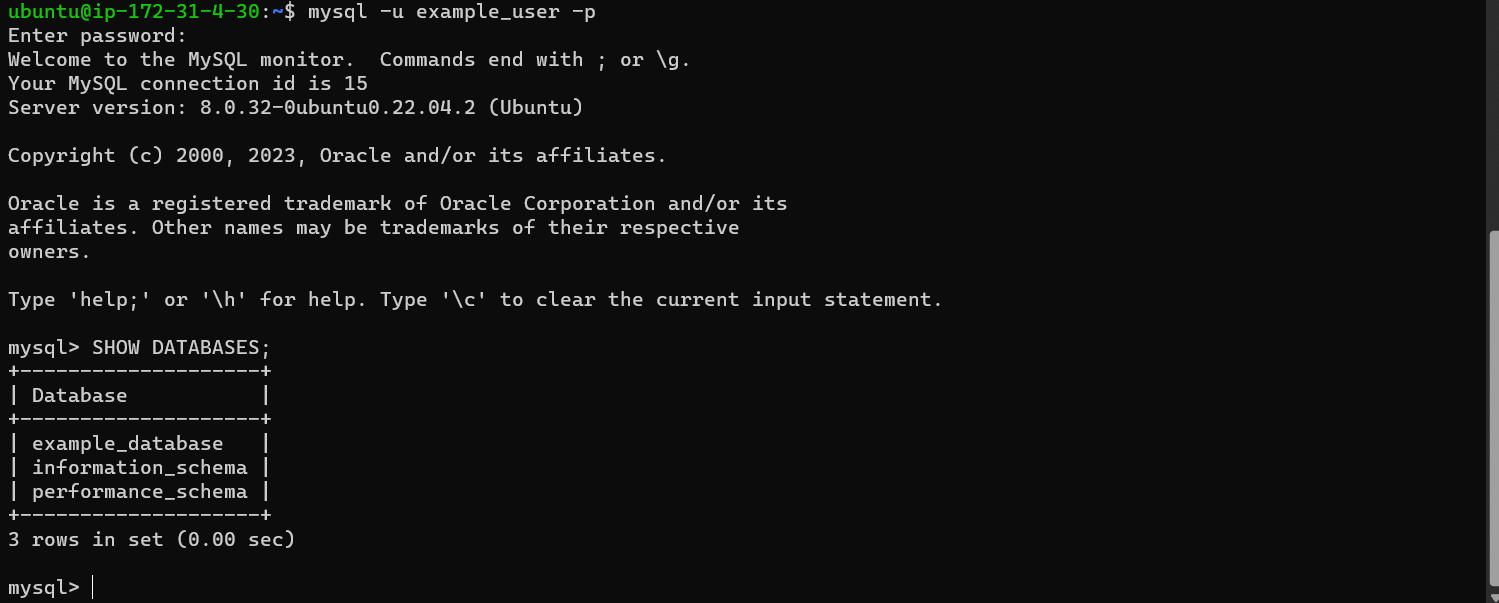 ubuntu@ip-172-31-4-30:~$ mysql -u example_user -p
Enter password:
Welcome to the MySQL monitor.  Commands end with ; or \g.
Your MySQL connection id is 15
Server version: 8.0.32-0ubuntu0.22.04.2 (Ubuntu)
Copyright (c) 2000, 2023, Oracle and/or its affiliates.
Oracle is a registered trademark of Oracle Corporation and/or its
affiliates. Other names may be trademarks of their respective
owners.
Type 'help;' or '\h' for help. Type '\c' to clear the current input statement.
mysql> SHOW DATABASES;
+--------------------+
| Database           |
+--------------------+
| example_database   |
| information_schema |
| performance_schema |
+--------------------+
3 rows in set (0.00 sec)
mysql>